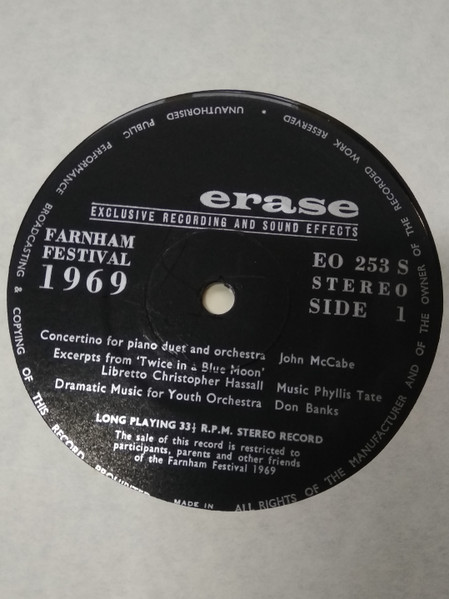 erase
EXCLUSIVE RECORDING AND SOUND EFFECTS
FARNHAM
FESTIVAL
1969
EO 253 S
STEREO
SIDE 1
Concertino for piano duet and orchestra John McCabe
Excerpts from 'Twice in a Blue Moon'
Libretto Christopher Hassall Music Phyllis Tate
Dramatic Music for Youth Orchestra Don Banks
LONG PLAYING 33⅓ R.P.M. STEREO RECORD
The sale of this record is restricted to
participants, parents and other friends
of the Farnham Festival 1969
ALL RIGHTS OF THE MANUFACTURER AND OF THE OWNER OF THE RECORDED WORK RESERVED • UNAUTHORISED PUBLIC PERFORMANCE BROADCASTING & COPYING OF THIS RECORD PROHIBITED
MADE IN